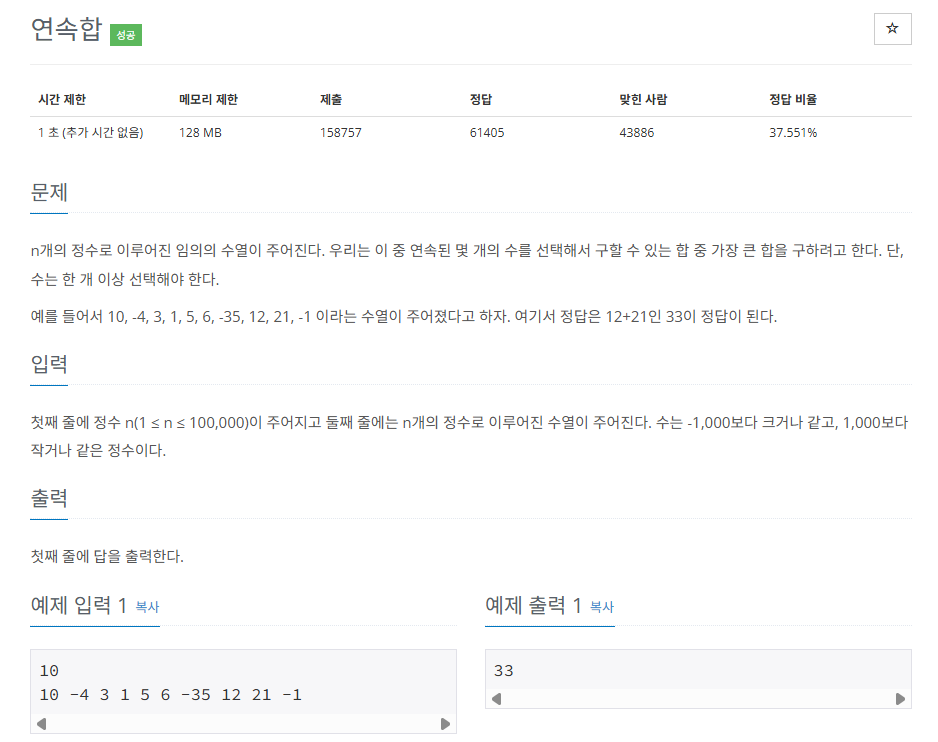 연속합 성공
☆
시간 제한 메모리 제한 제출 정답 맞힌 사람 정답 비율
1 초 (추가 시간 없음) 128 MB 158757 61405 43886 37.551%
문제
n개의 정수로 이루어진 임의의 수열이 주어진다. 우리는 이 중 연속된 몇 개의 수를 선택해서 구할 수 있는 합 중 가장 큰 합을 구하려고 한다. 단,
수는 한 개 이상 선택해야 한다.
예를 들어서 10, -4, 3, 1, 5, 6, -35, 12, 21, -1 이라는 수열이 주어졌다고 하자. 여기서 정답은 12+21인 33이 정답이 된다.
입력
첫째 줄에 정수 n(1 ≤ n ≤ 100,000)이 주어지고 둘째 줄에는 n개의 정수로 이루어진 수열이 주어진다. 수는 -1,000보다 크거나 같고, 1,000보다
작거나 같은 정수이다.
출력
첫째 줄에 답을 출력한다.
예제 입력 1 복사
10
10 -4 3 1 5 6 -35 12 21 -1
예제 출력 1 복사
33